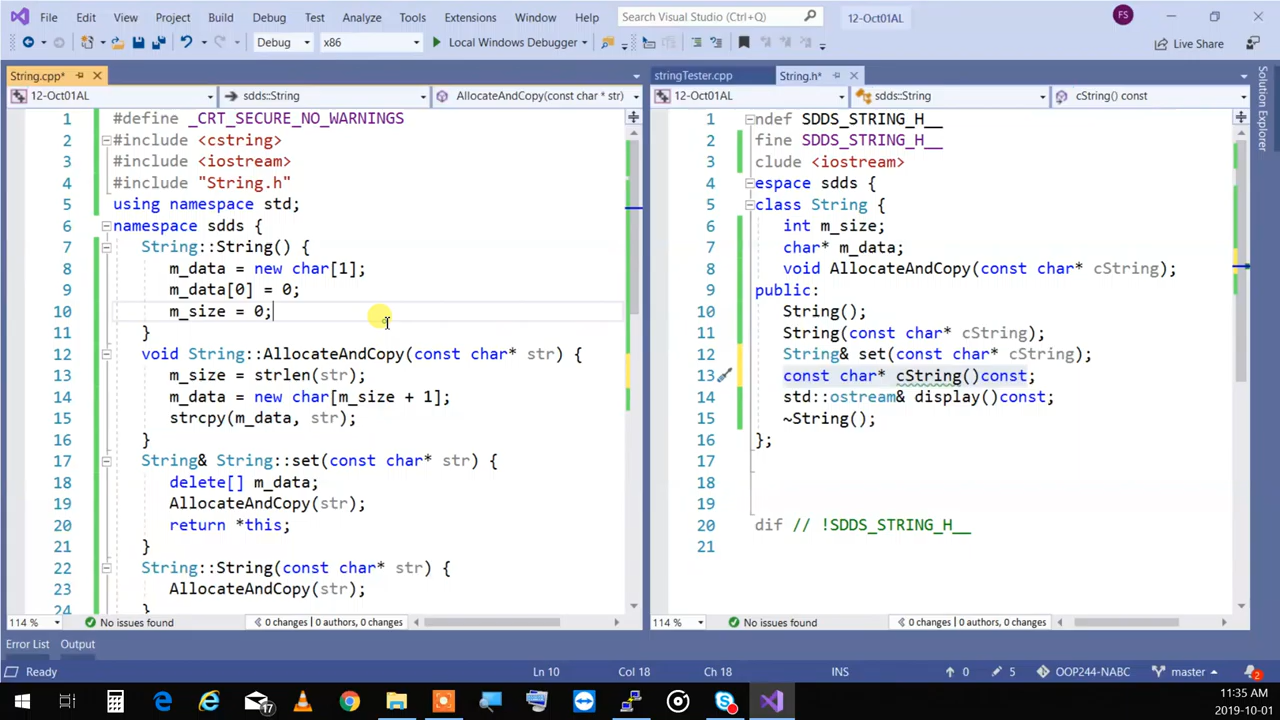 File Edit View Project Build Debug Test Analyze Tools Extensions Window Help Search Visual Studio (Ctrl+Q) 12-Oct01AL FS
Debug x86 Local Windows Debugger Live Share
String.cpp*
12-Oct01AL sdds::String AllocateAndCopy(const char* str)
1 #define _CRT_SECURE_NO_WARNINGS
2 #include <cstring>
3 #include <iostream>
4 #include "String.h"
5 using namespace std;
6 namespace sdds {
7 String::String() {
8 m_data = new char[1];
9 m_data[0] = 0;
10 m_size = 0;
11 }
12 void String::AllocateAndCopy(const char* str) {
13 m_size = strlen(str);
14 m_data = new char[m_size + 1];
15 strcpy(m_data, str);
16 }
17 String& String::set(const char* str) {
18 delete[] m_data;
19 AllocateAndCopy(str);
20 return *this;
21 }
22 String::String(const char* str) {
23 AllocateAndCopy(str);
24 }
114 % No issues found 0 changes | 0 authors, 0 changes
stringTester.cpp String.h*
12-Oct01AL sdds::String cString() const
1 ndef SDDS_STRING_H__
2 fine SDDS_STRING_H__
3 clude <iostream>
4 espace sdds {
5 class String {
6 int m_size;
7 char* m_data;
8 void AllocateAndCopy(const char* cString);
9 public:
10 String();
11 String(const char* cString);
12 String& set(const char* cString);
13 const char* cString()const;
14 std::ostream& display()const;
15 ~String();
16 };
17
18
19
20 dif // !SDDS_STRING_H__
21
114 % No issues found 0 changes | 0 authors, 0 changes
Solution Explorer
Error List Output
Ready Ln 10 Col 18 Ch 18 INS 0 5 OOP244-NABC master 2
17
11:35 AM
2019-10-01